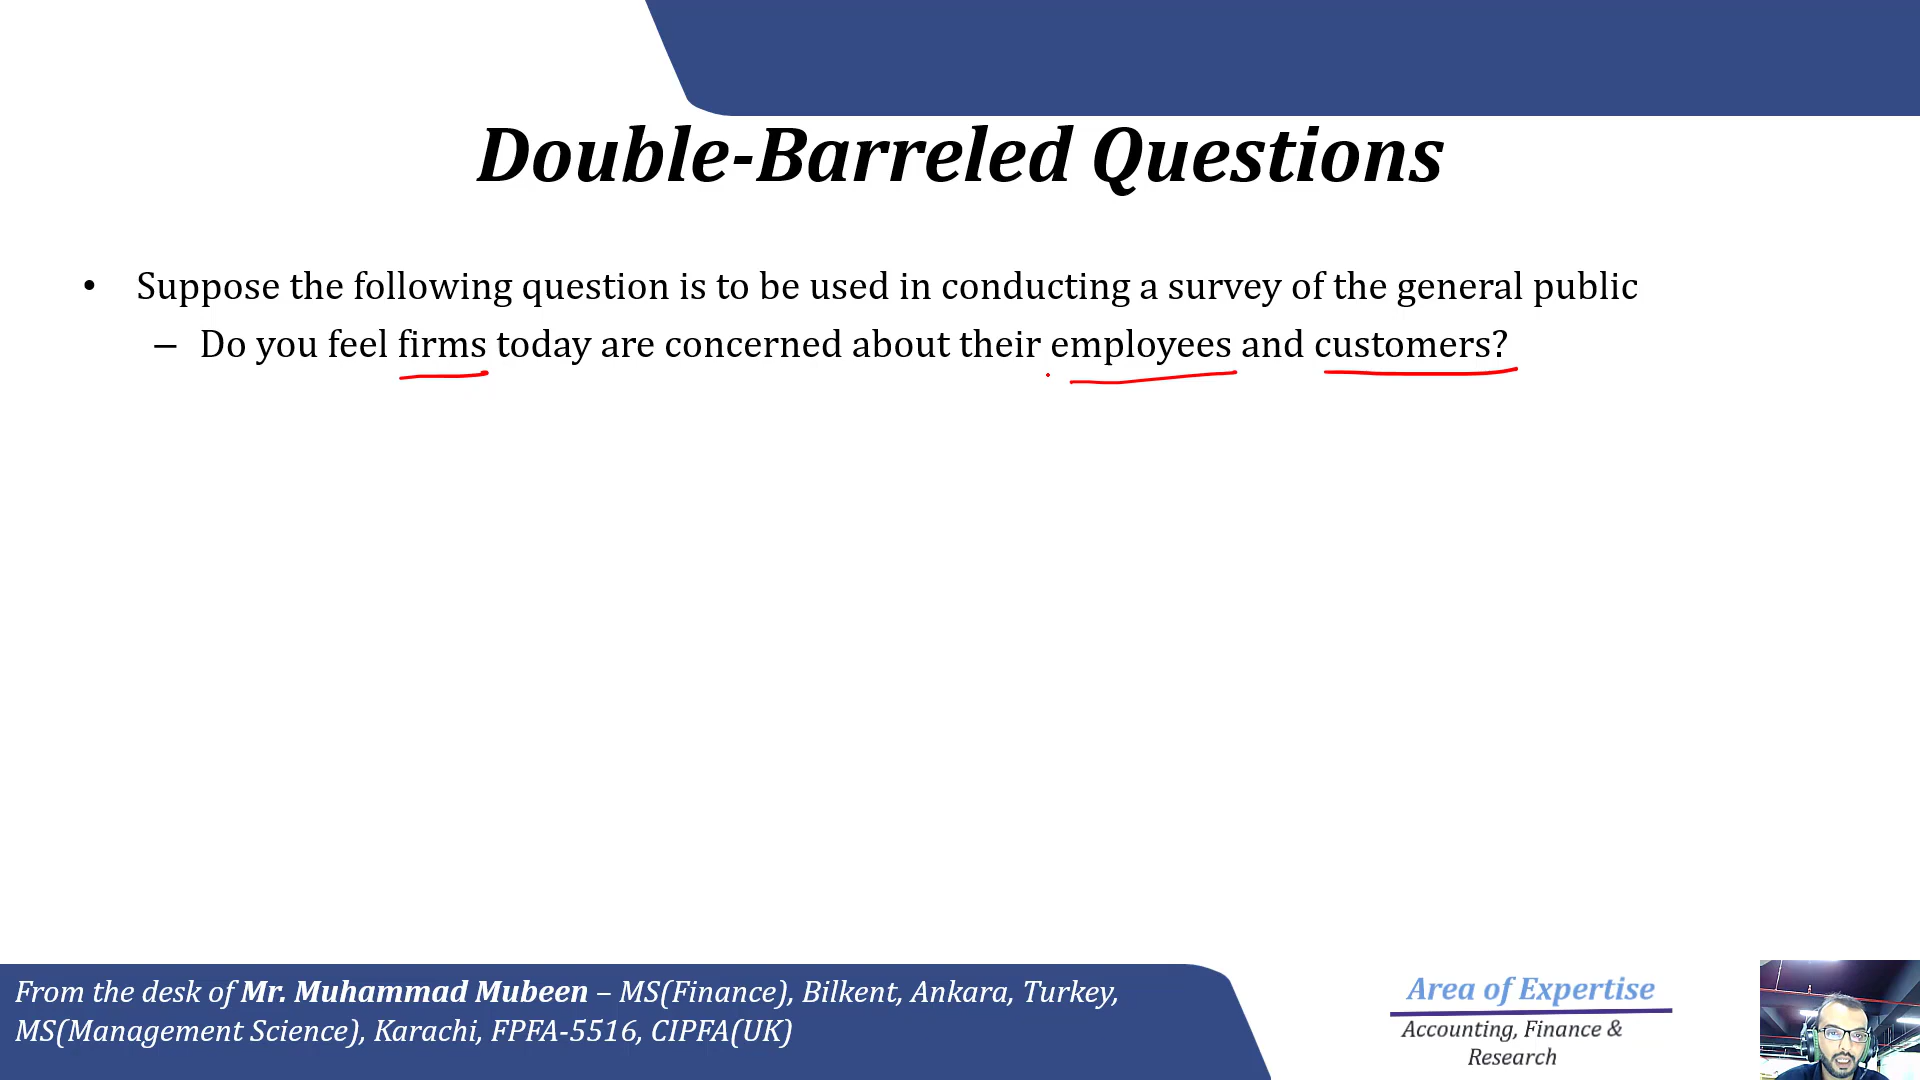 Double-Barreled Questions
• Suppose the following question is to be used in conducting a survey of the general public
– Do you feel firms today are concerned about their employees and customers?
From the desk of Mr. Muhammad Mubeen – MS(Finance), Bilkent, Ankara, Turkey,
MS(Management Science), Karachi, FPFA-5516, CIPFA(UK)
Area of Expertise
Accounting, Finance &
Research